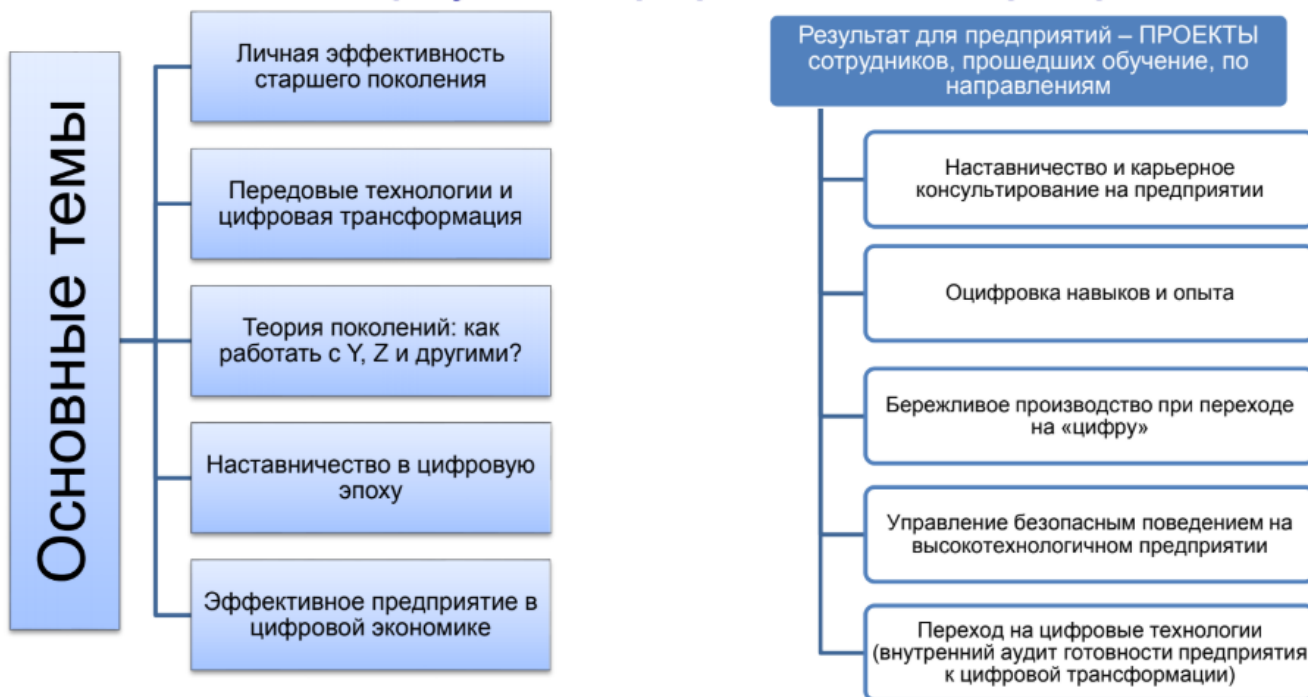 Основные темы
Личная эффективность
старшего поколения
Передовые технологии и
цифровая трансформация
Теория поколений: как
работать с Y, Z и другими?
Наставничество в цифровую
эпоху
Эффективное предприятие в
цифровой экономике
Результат для предприятий – ПРОЕКТЫ
сотрудников, прошедших обучение, по
направлениям
Наставничество и карьерное
консультирование на предприятии
Оцифровка навыков и опыта
Бережливое производство при переходе
на «цифру»
Управление безопасным поведением на
высокотехнологичном предприятии
Переход на цифровые технологии
(внутренний аудит готовности предприятия
к цифровой трансформации)